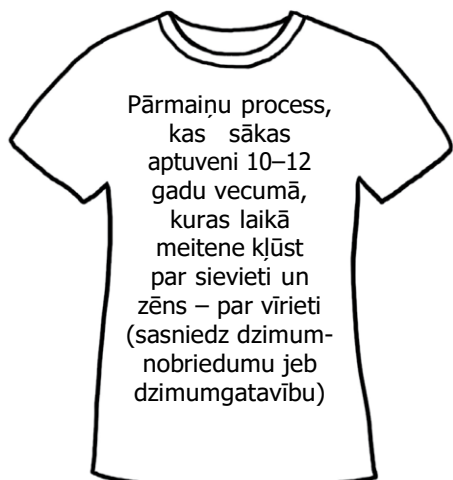 Pārmaiņu process,
kas sākas
aptuveni 10–12
gadu vecumā,
kuras laikā
meitene kļūst
par sievieti un
zēns – par vīrieti
(sasniedz dzimum-
nobriedumu jeb
dzimumgatavību)